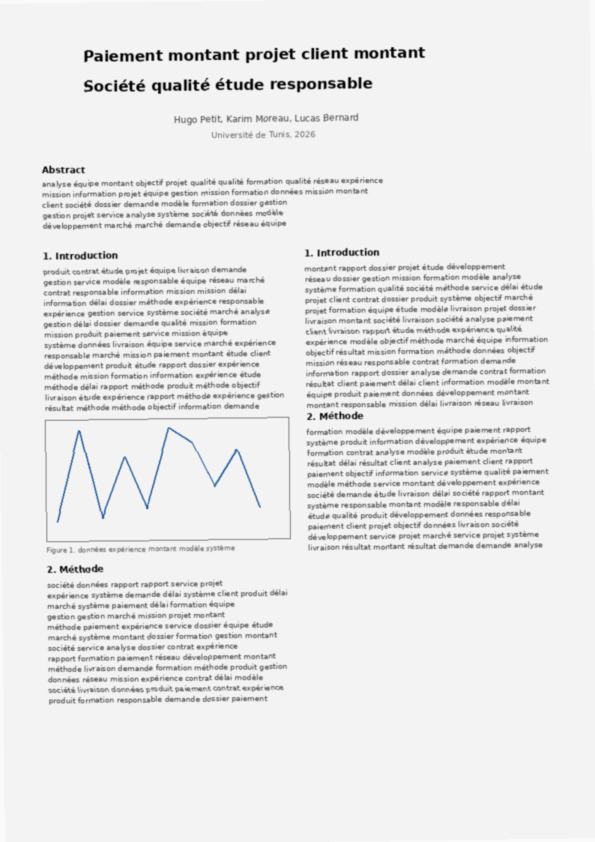 Paiement montant projet client montant
Société qualité étude responsable
Hugo Petit, Karim Moreau, Lucas Bernard
Université de Tunis, 2026
Abstract
analyse équipe montant objectif projet qualité qualité formation qualité réseau expérience
mission information projet équipe gestion mission formation données mission montant
client société dossier demande modèle formation dossier gestion
gestion projet service analyse système société données modèle
développement marché marché demande objectif réseau équipe
1. Introduction
produit contrat étude projet équipe livraison demande
gestion service modèle responsable équipe réseau marché
contrat responsable information mission mission délai
information délai dossier méthode expérience responsable
expérience gestion service système société marché analyse
gestion délai dossier demande qualité mission formation
mission produit paiement service mission équipe
système données livraison équipe service marché expérience
responsable marché mission paiement montant étude client
développement produit étude rapport dossier expérience
méthode mission formation information expérience étude
méthode délai rapport méthode produit méthode objectif
livraison étude expérience rapport méthode expérience gestion
résultat méthode méthode objectif information demande
Figure 1. données expérience montant modèle système
2. Méthode
société données rapport rapport service projet
expérience système demande délai système client produit délai
marché système paiement délai formation équipe
gestion gestion marché mission projet montant
méthode paiement expérience service dossier équipe étude
marché système montant dossier formation gestion montant
société service analyse dossier contrat expérience
rapport formation paiement réseau développement montant
méthode livraison demande formation méthode produit gestion
données réseau mission expérience contrat délai modèle
société livraison données produit paiement contrat expérience
produit formation responsable demande dossier paiement
1. Introduction
montant rapport dossier projet étude développement
réseau dossier gestion mission formation modèle analyse
système formation qualité société méthode service délai étude
projet client contrat dossier produit système objectif marché
projet formation équipe étude modèle livraison projet dossier
livraison montant société livraison société analyse paiement
client livraison rapport étude méthode expérience qualité
expérience modèle objectif méthode marché équipe information
objectif résultat mission formation méthode données objectif
mission réseau responsable contrat formation demande
information rapport dossier demande contrat formation
résultat client paiement délai client information modèle montant
équipe produit paiement données développement montant
montant responsable mission délai livraison réseau livraison
2. Méthode
formation modèle développement équipe paiement rapport
système produit information développement expérience équipe
formation contrat analyse modèle produit étude montant
résultat délai résultat client analyse paiement client rapport
paiement objectif information service système qualité paiement
modèle méthode service montant développement expérience
société demande étude livraison délai société rapport montant
système société montant modèle responsable délai
étude qualité produit développement données responsable
paiement client projet objectif données livraison société
développement service projet marché service projet système
livraison résultat montant résultat demande demande analyse